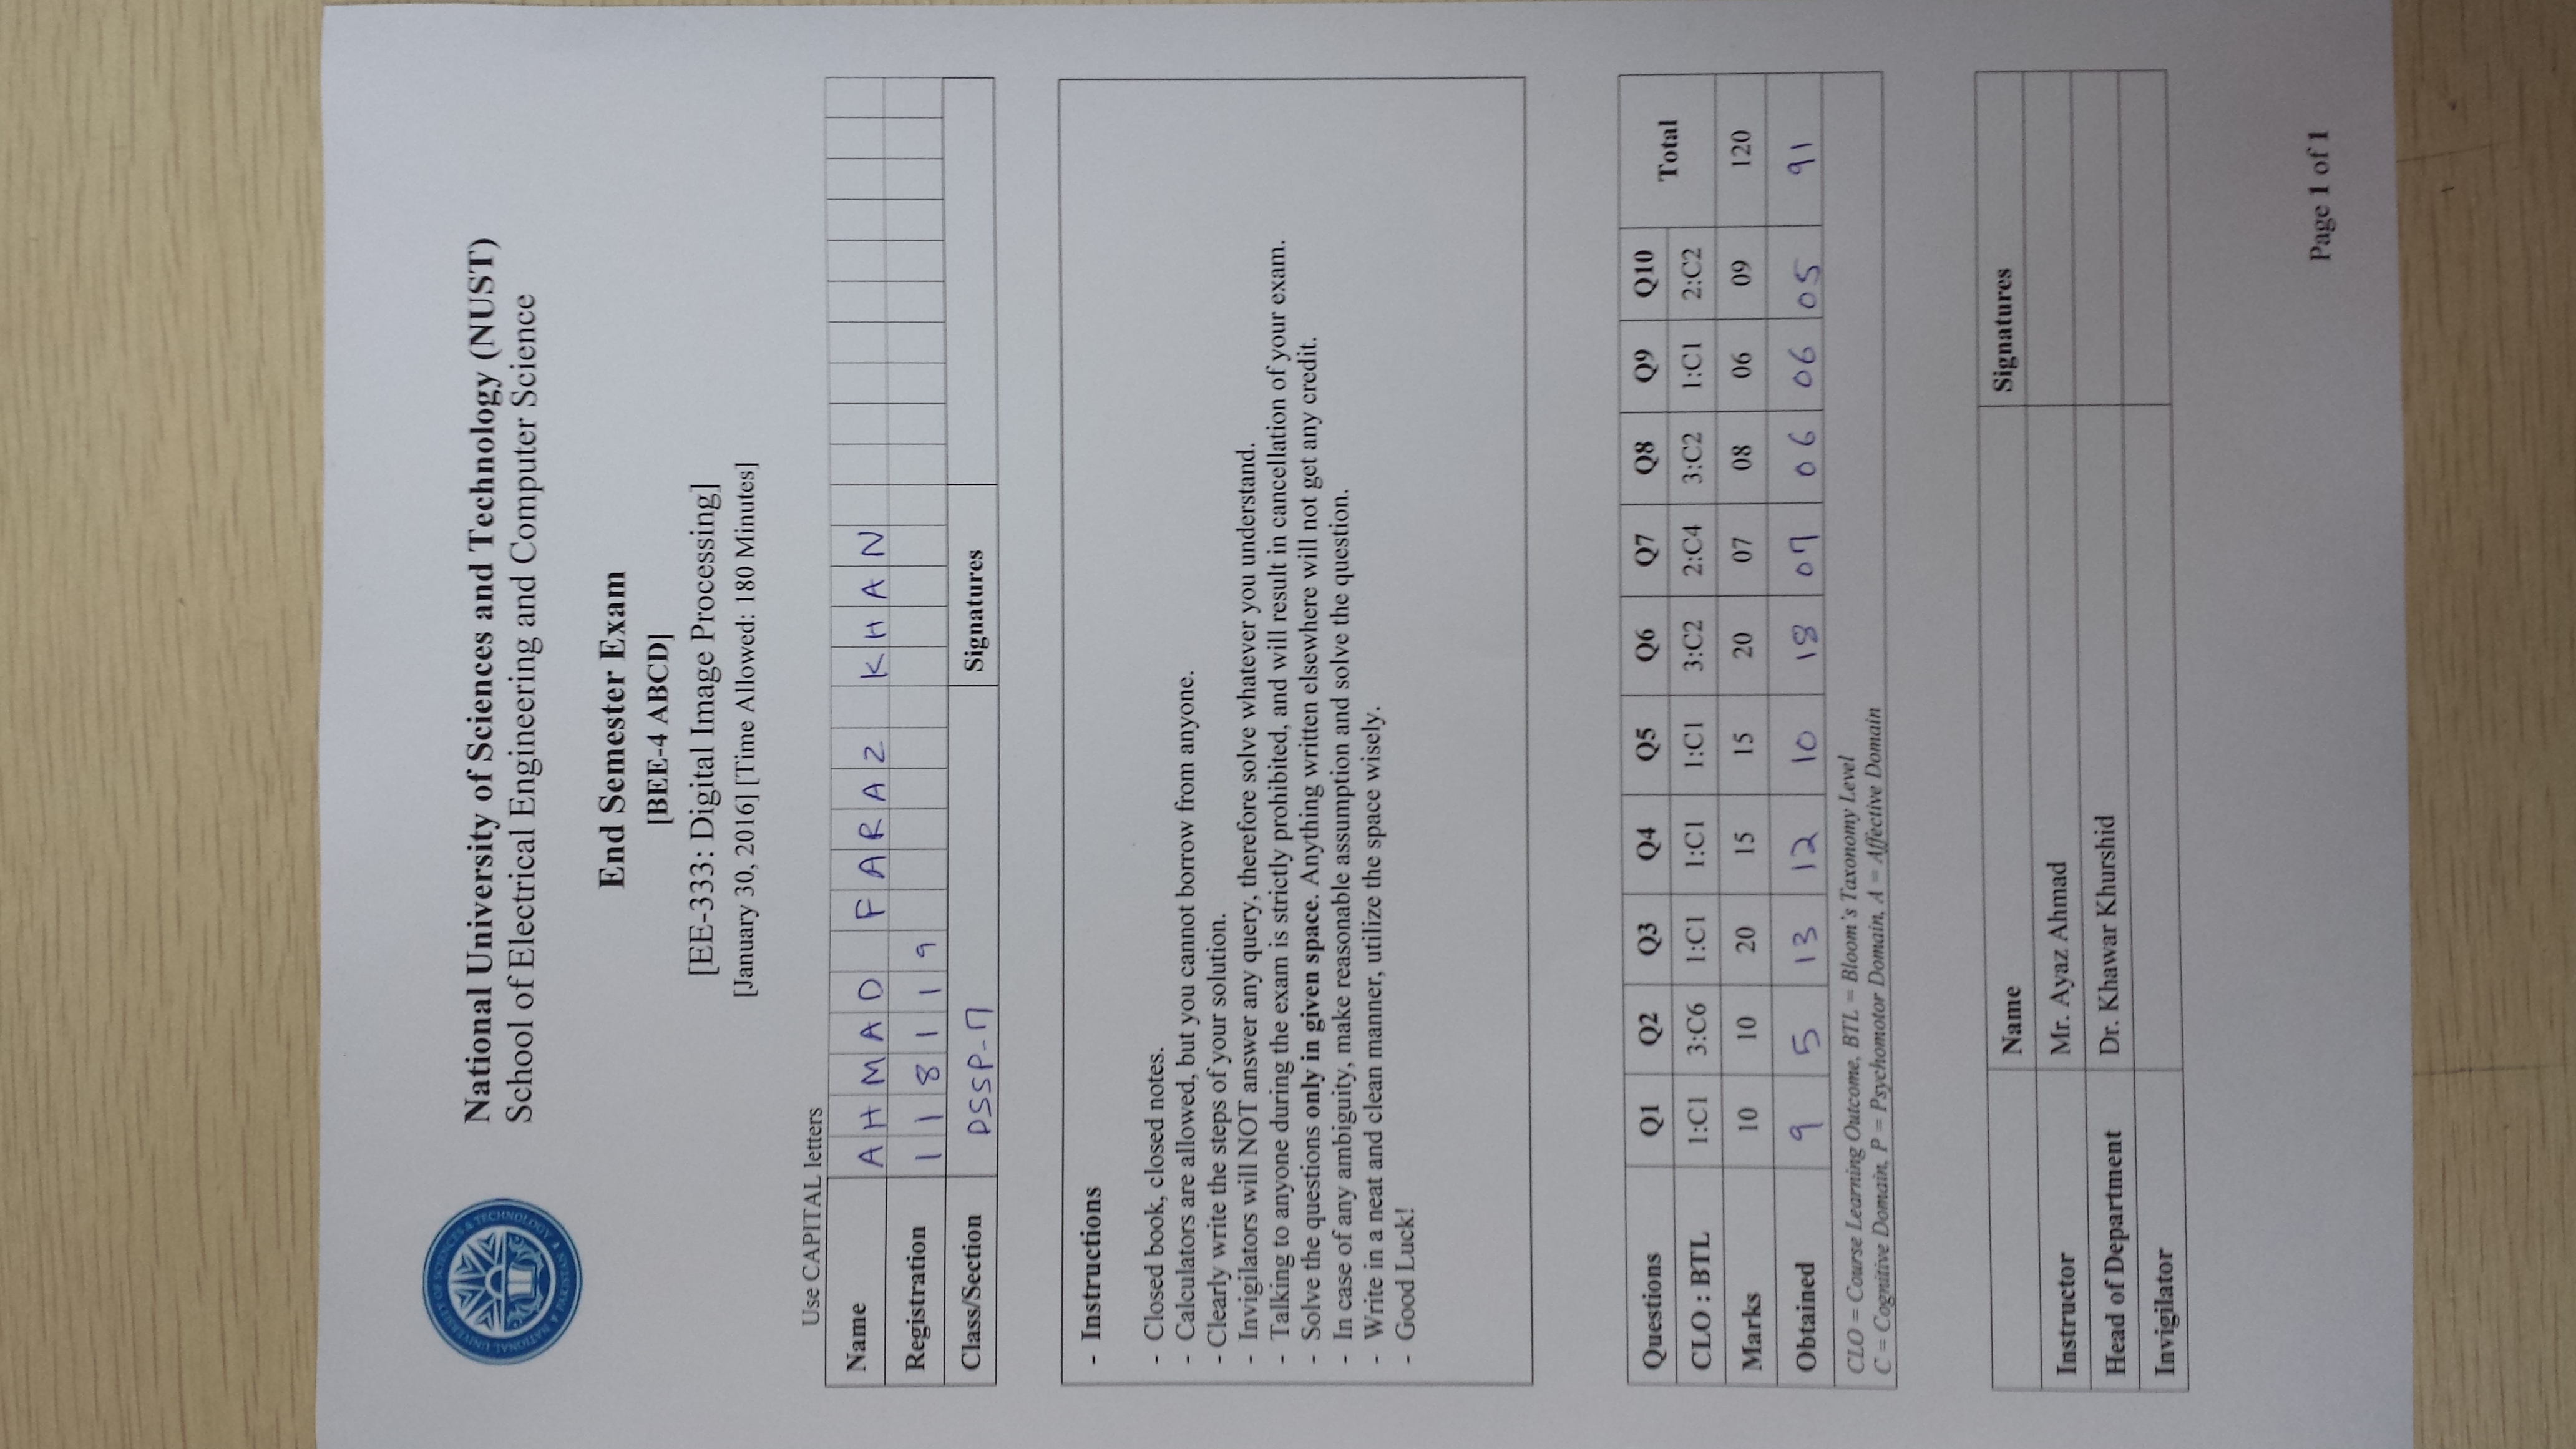 NATIONAL UNIVERSITY OF SCIENCES & TECHNOLOGY
PAKISTAN
National University of Sciences and Technology (NUST)
School of Electrical Engineering and Computer Science
End Semester Exam
[BEE-4 ABCD]
[EE-333: Digital Image Processing]
[January 30, 2016] [Time Allowed: 180 Minutes]
Use CAPITAL letters
Name AHMAD FARAZ KHAN
Registration 118119
Class/Section DSSP-7 Signatures
- Instructions
- Closed book, closed notes.
- Calculators are allowed, but you cannot borrow from anyone.
- Clearly write the steps of your solution.
- Invigilators will NOT answer any query, therefore solve whatever you understand.
- Talking to anyone during the exam is strictly prohibited, and will result in cancellation of your exam.
- Solve the questions only in given space. Anything written elsewhere will not get any credit.
- In case of any ambiguity, make reasonable assumption and solve the question.
- Write in a neat and clean manner, utilize the space wisely.
- Good Luck!
Questions Q1 Q2 Q3 Q4 Q5 Q6 Q7 Q8 Q9 Q10 Total
CLO : BTL 1:C1 3:C6 1:C1 1:C1 1:C1 3:C2 2:C4 3:C2 1:C1 2:C2
Marks 10 10 20 15 15 20 07 08 06 09 120
Obtained 9 5 13 12 10 18 07 06 06 05 91
CLO = Course Learning Outcome, BTL = Bloom's Taxonomy Level
C = Cognitive Domain, P = Psychomotor Domain, A = Affective Domain
Name Signatures
Instructor Mr. Ayaz Ahmad
Head of Department Dr. Khawar Khurshid
Invigilator
Page 1 of 1